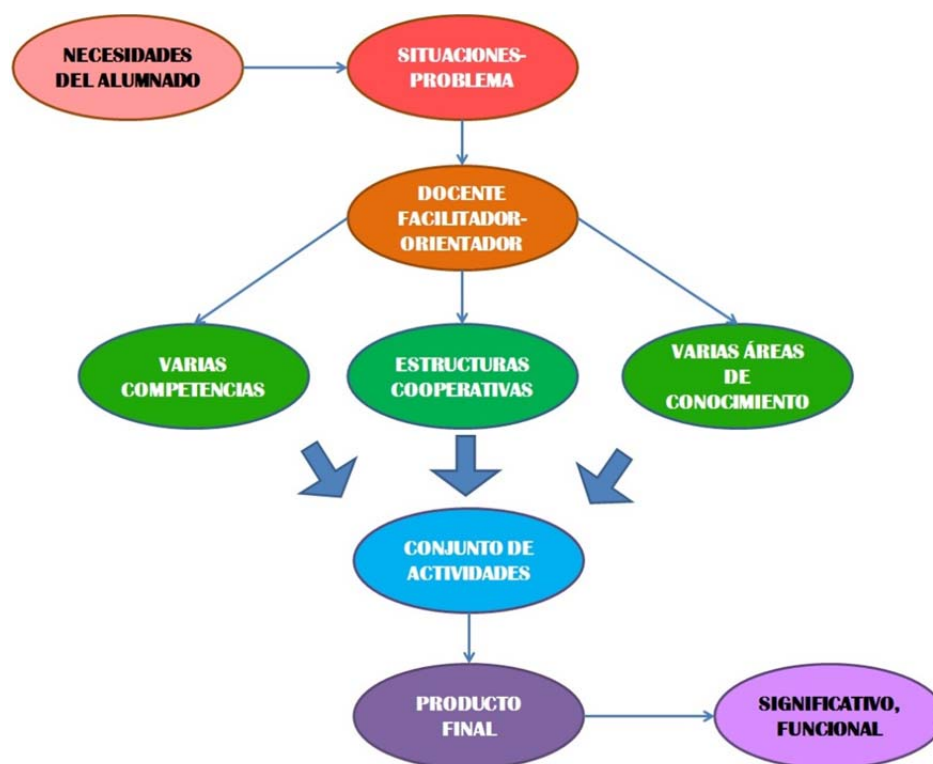 NECESIDADES
DEL ALUMNADO
SITUACIONES-
PROBLEMA
DOCENTE
FACILITADOR-
ORIENTADOR
VARIAS
COMPETENCIAS
ESTRUCTURAS
COOPERATIVAS
VARIAS ÁREAS
DE
CONOCIMIENTO
CONJUNTO DE
ACTIVIDADES
PRODUCTO
FINAL
SIGNIFICATIVO,
FUNCIONAL